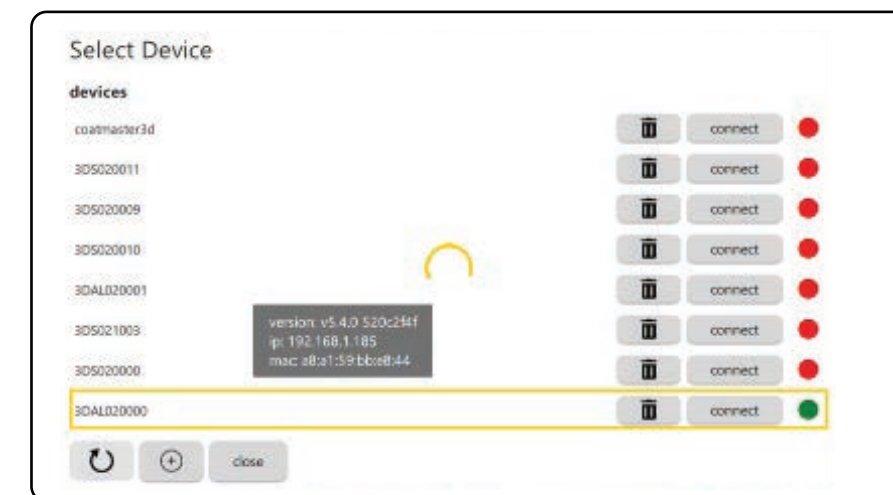 Select Device
devices
coatmaster3d connect
3DS020011 connect
3DS020009 connect
3DS020010 connect
3DAL020001 connect
3DS021003 connect
3DS020000 connect
3DAL020000 connect
version: v5.4.0 520c2f4f
ip: 192.168.1.185
mac: a8:a1:59:bb:e8:44
close